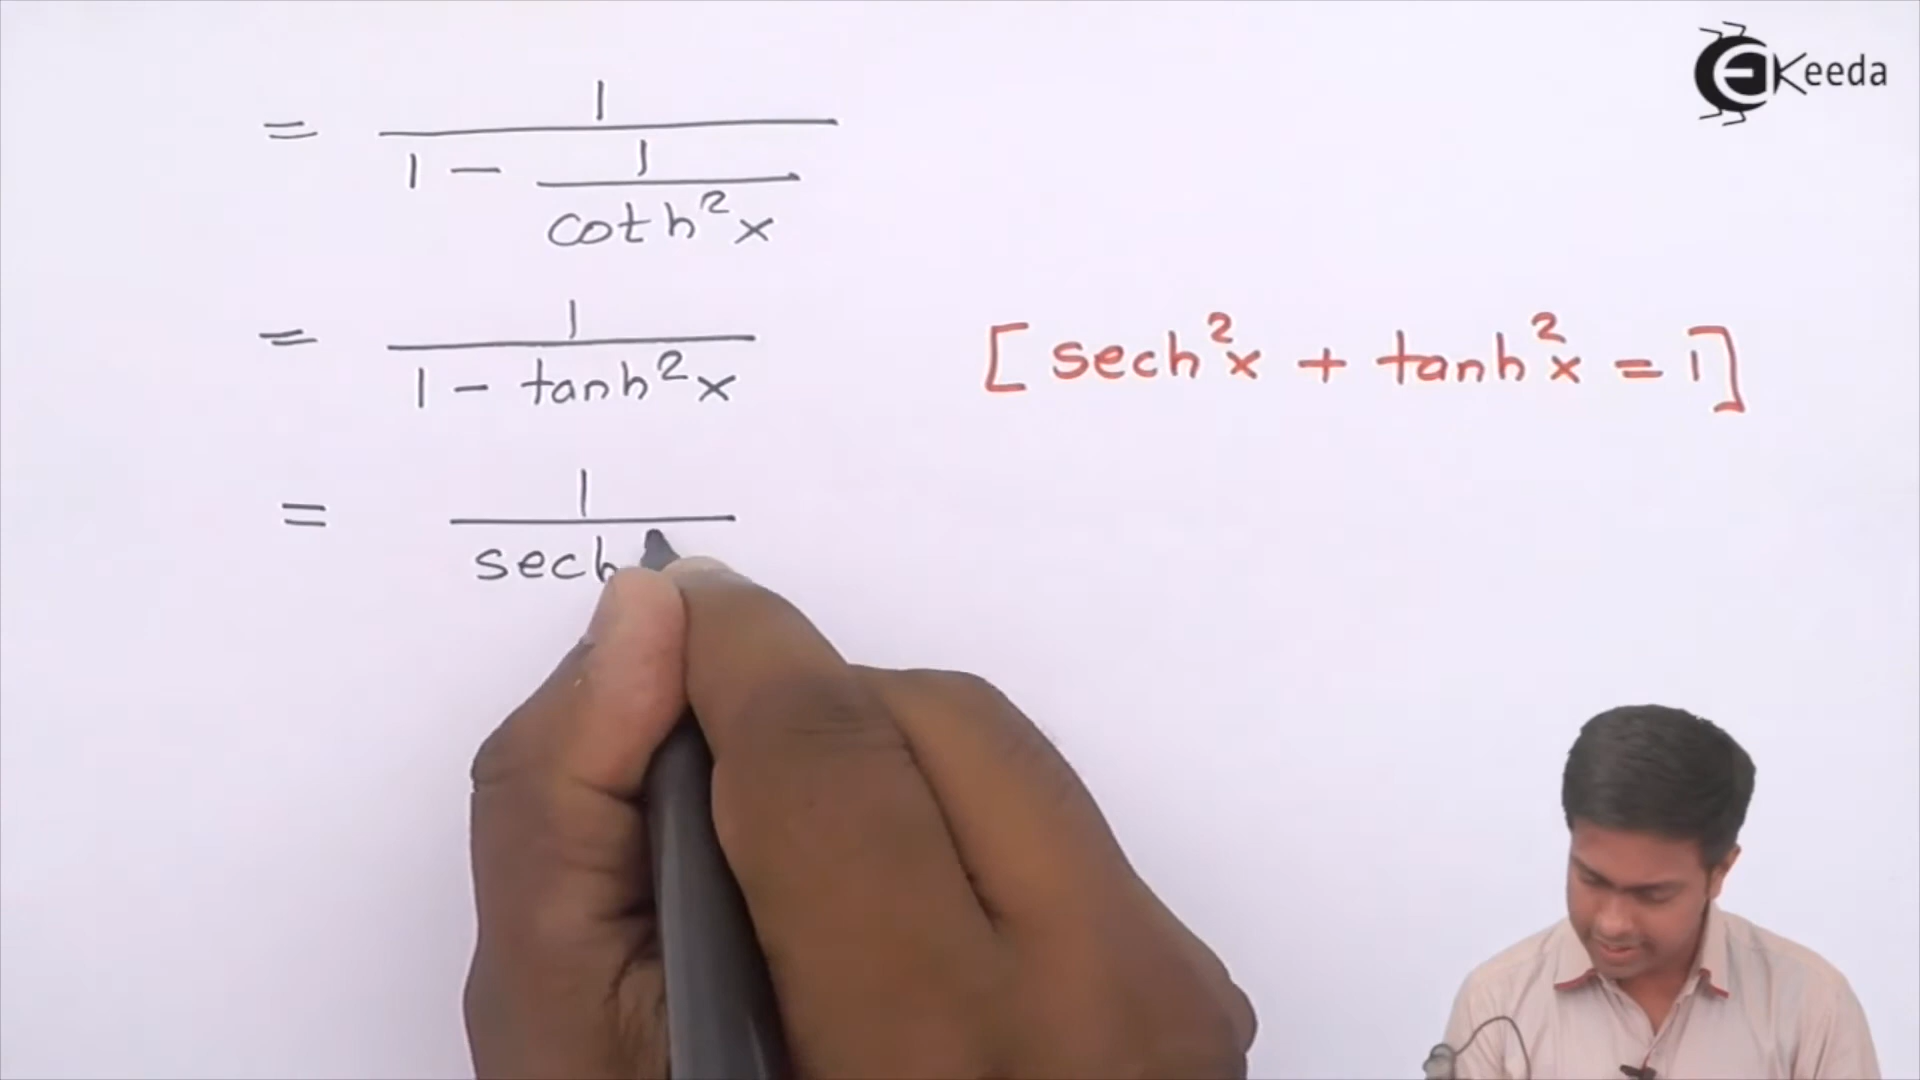 Keeda
= 1 / (1 - 1 / coth²x)
= 1 / (1 - tanh²x)
[sech²x + tanh²x = 1]
= 1 / sech